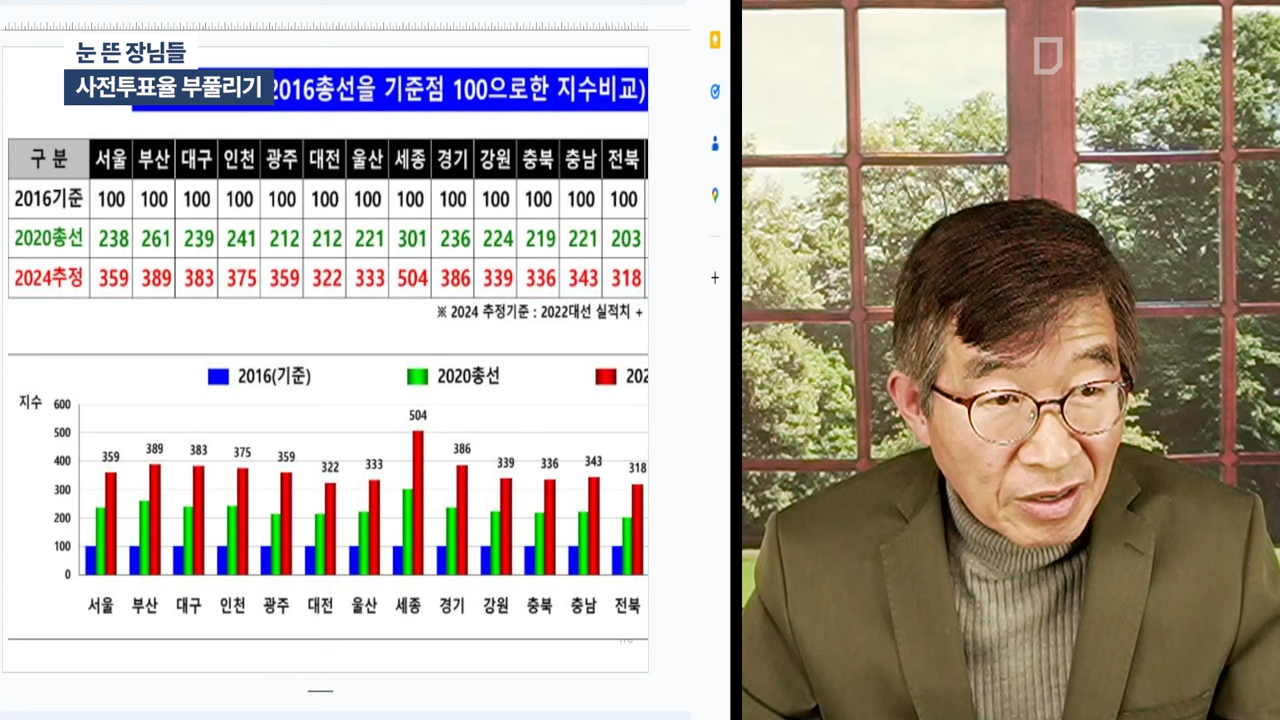 눈 뜬 장님들
사전투표율 부풀리기
2016총선을 기준점 100으로한 지수비교)
공병호TV
구 분 서울 부산 대구 인천 광주 대전 울산 세종 경기 강원 충북 충남 전북
2016기준 100 100 100 100 100 100 100 100 100 100 100 100 100
2020총선 238 261 239 241 212 212 221 301 236 224 219 221 203
2024추정 359 389 383 375 359 322 333 504 386 339 336 343 318
※ 2024 추정기준 : 2022대선 실적치 +
2016(기준) 2020총선 202
지수
600
500
400
300
200
100
0
359 389 383 375 359 322 333 504 386 339 336 343 318
서울 부산 대구 인천 광주 대전 울산 세종 경기 강원 충북 충남 전북